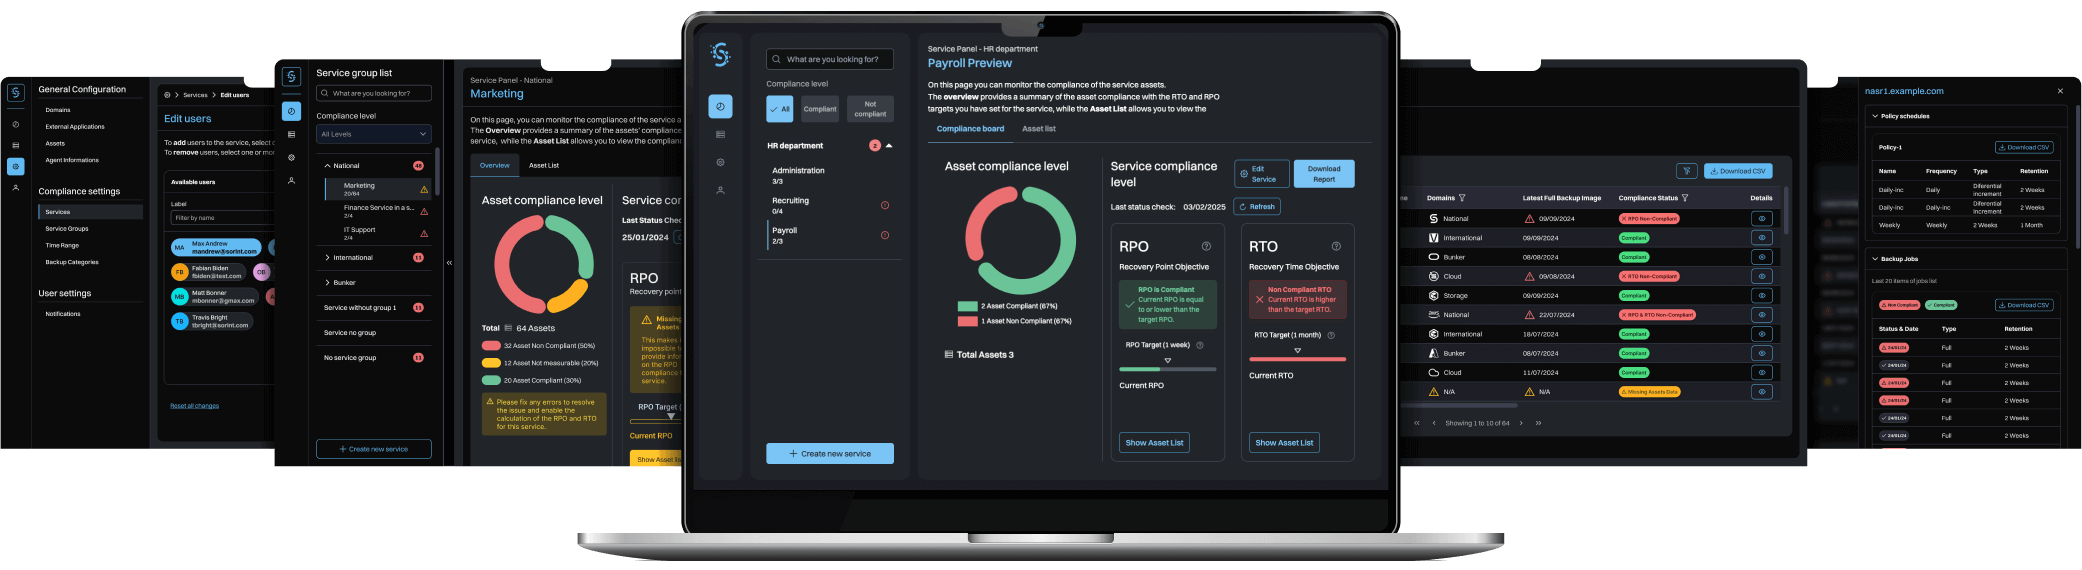 General Configuration
Domains
External Applications
Assets
Agent Informations
Compliance settings
Services
Service Groups
Time Range
Backup Categories
User settings
Notifications
Services
Edit users
Edit users
To add users to the service, select
To remove users, select one or mor
Available users
Label
Filter by name
MA
Max Andrew
mandrew@sorint.com
FB
Fabian Biden
fbiden@test.com
OB
MB
Matt Bonner
mbonner@gmax.com
TB
Travis Bright
tbright@sorint.com
Reset all changes
Service group list
What are you looking for?
Compliance level
All Levels
National
Marketing
20/64
Finance Service in a s...
2/4
IT Support
2/4
International
11
Bunker
Service without group 1
11
Service no group
No service group
Create new service
Service Panel - National
Marketing
On this page, you can monitor the compliance of the service a
The Overview provides a summary of the assets' compliance
service, while the Asset List allows you to view the complianc
Overview
Asset List
Asset compliance level
Total
64 Assets
32 Asset Non Compliant (50%)
12 Asset Not measurable (20%)
20 Asset Compliant (30%)
Please fix any errors to resolve
the issue and enable the
calculation of the RPO and RTO
for this service.
Service cor
Last Status Chec
25/01/2024
RPO
Recovery point
Missing
Assets
This makes
impossible to
provide infor
on the RPO
compliance
service.
RPO Target (
Current RPO
Show Asset list
What are you looking for?
Compliance level
All
Compliant
Not
compliant
HR department
2
Administration
3/3
Recruiting
0/4
Payroll
2/3
Create new service
Service Panel - HR department
Payroll Preview
On this page you can monitor the compliance of the service assets.
The overview provides a summary of the asset compliance with the RTO and RPO
targets you have set for the service, while the Asset List allows you to view the
Compliance board
Asset list
Asset compliance level
2 Asset Compliant (67%)
1 Asset Non Compliant (67%)
Total Assets 3
Service compliance
level
Edit
Service
Download
Report
Last status check: 03/02/2025
Refresh
RPO
Recovery Point Objective
RPO is Compliant
Current RPO is equal
to or lower than the
target RPO.
RPO Target (1 week)
Current RPO
Show Asset List
RTO
Recovery Time Objective
Non Compliant RTO
Current RTO is higher
than the target RTO.
RTO Target (1 month)
Current RTO
Show Asset List
Download CSV
Domains
Latest Full Backup Image
Compliance Status
Details
National
09/09/2024
RPO Non-Compliant
International
09/09/2024
Compliant
Bunker
08/08/2024
Compliant
Cloud
09/08/2024
RTO Non-Compliant
Storage
09/09/2024
Compliant
National
22/07/2024
RPO & RTO Non-Compliant
International
18/07/2024
Compliant
Bunker
08/07/2024
Compliant
Cloud
11/07/2024
Compliant
N/A
N/A
Missing Assets Data
Showing 1 to 10 of 64
nasr1.example.com
Policy schedules
Policy-1
Download CSV
Name
Frequency
Type
Retention
Daily-inc
Daily
Diferential
increment
2 Weeks
Daily-inc
Daily
Diferential
increment
2 Weeks
Weekly
Weekly
2 Weeks
1 Month
Backup Jobs
Last 20 items of jobs list
Non Compliant
Compliant
Download CSV
Status & Date
Type
Retention
24/01/24
Full
2 Weeks
24/01/24
Full
2 Weeks
24/01/24
Full
2 Weeks
24/01/24
Full
2 Weeks
24/01/24
Full
2 Weeks
24/01/24
Full
2 Weeks